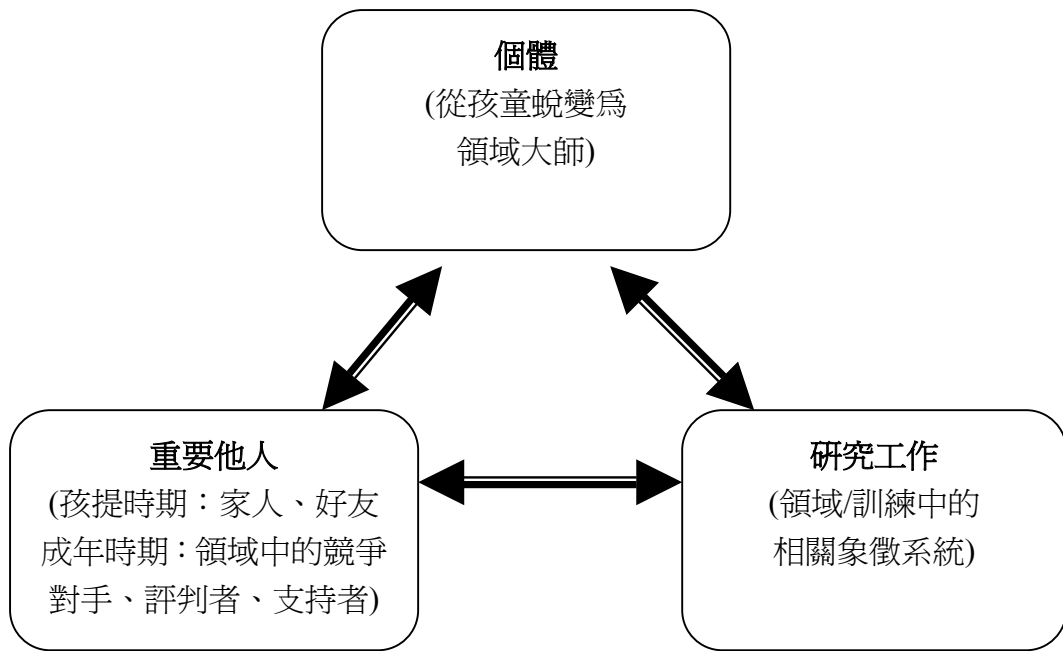 個體
(從孩童蛻變為
領域大師)
重要他人
(孩提時期：家人、好友
成年時期：領域中的競爭
對手、評判者、支持者)
研究工作
(領域/訓練中的
相關象徵系統)